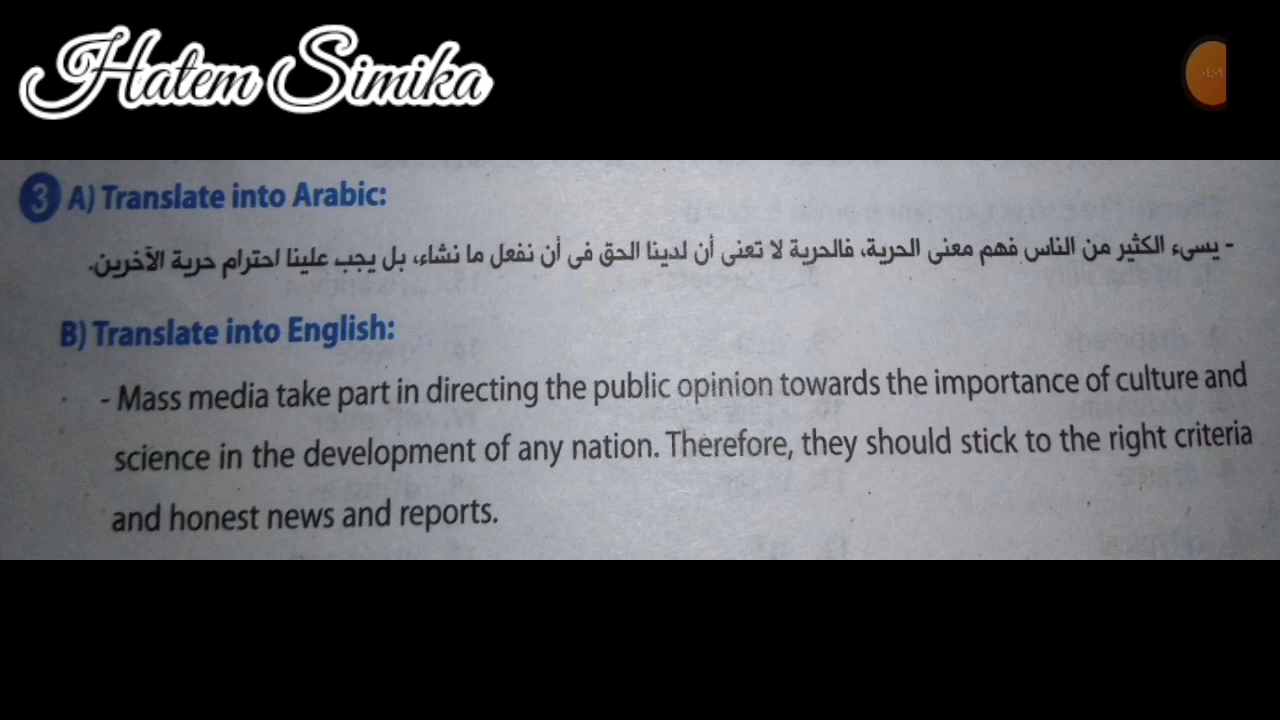 Hatem Simika
3 A) Translate into Arabic:
- يسىء الكثير من الناس فهم معنى الحرية، فالحرية لا تعنى أن لدينا الحق فى أن نفعل ما نشاء، بل يجب علينا احترام حرية الآخرين.
B) Translate into English:
- Mass media take part in directing the public opinion towards the importance of culture and
science in the development of any nation. Therefore, they should stick to the right criteria
and honest news and reports.